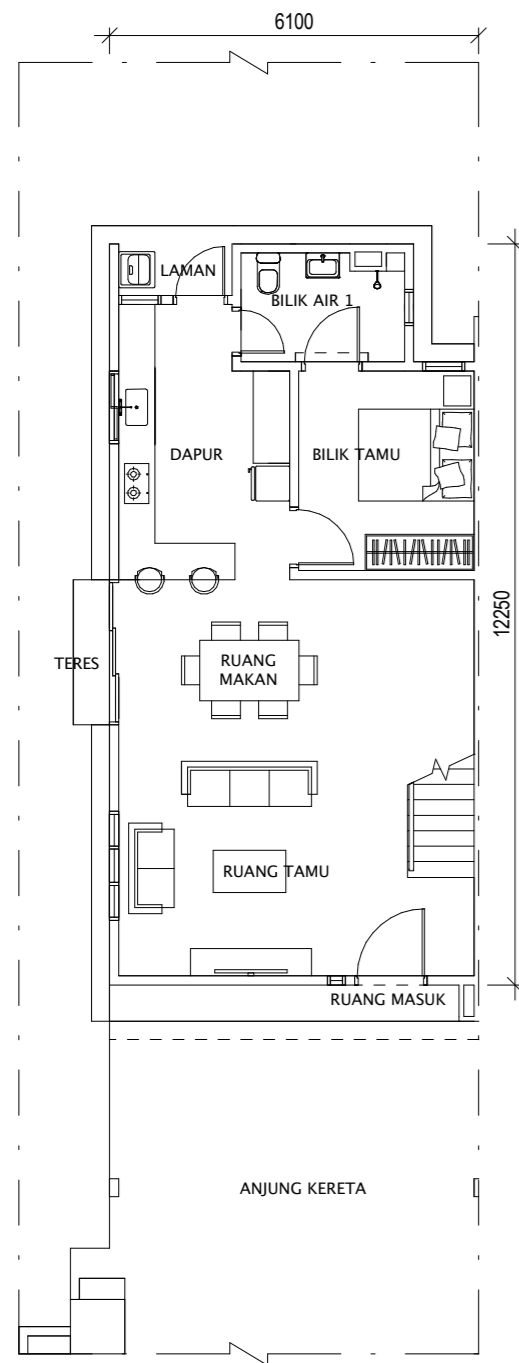 6100
LAMAN
BILIK AIR 1
DAPUR
BILIK TAMU
12250
TERES
RUANG
MAKAN
RUANG TAMU
RUANG MASUK
ANJUNG KERETA